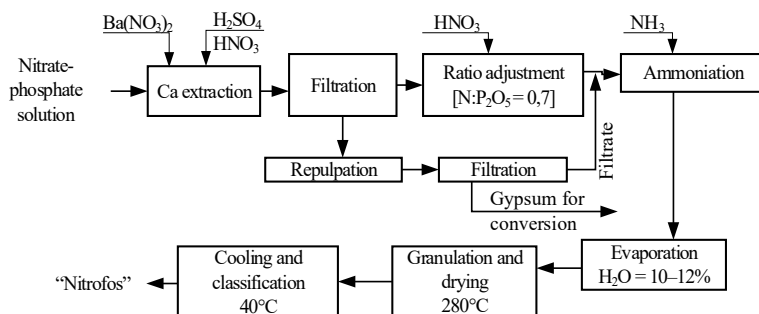 Ba(NO₃)₂
H₂SO₄
HNO₃
HNO₃
NH₃
Nitrate-
phosphate
solution
Ca extraction
Filtration
Ratio adjustment
[N:P₂O₅ = 0,7]
Ammoniation
Filtrate
Repulpation
Filtration
Gypsum for
conversion
Evaporation
H₂O = 10–12%
Granulation and
drying
280°C
Cooling and
classification
40°C
“Nitrofos”